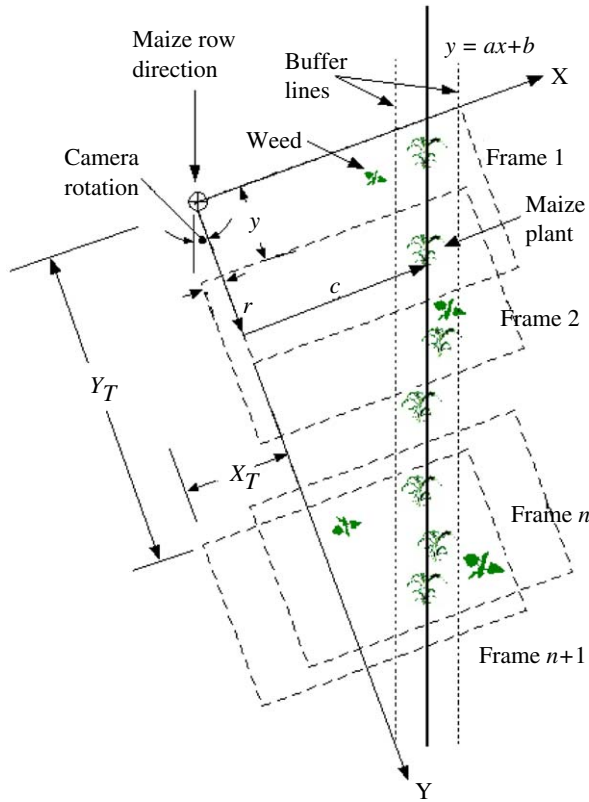 Maize row
direction
Buffer
lines
y = ax+b
X
Weed
Frame 1
Camera
rotation
Maize
plant
y
c
r
Frame 2
Y_T
X_T
Frame n
Frame n+1
Y